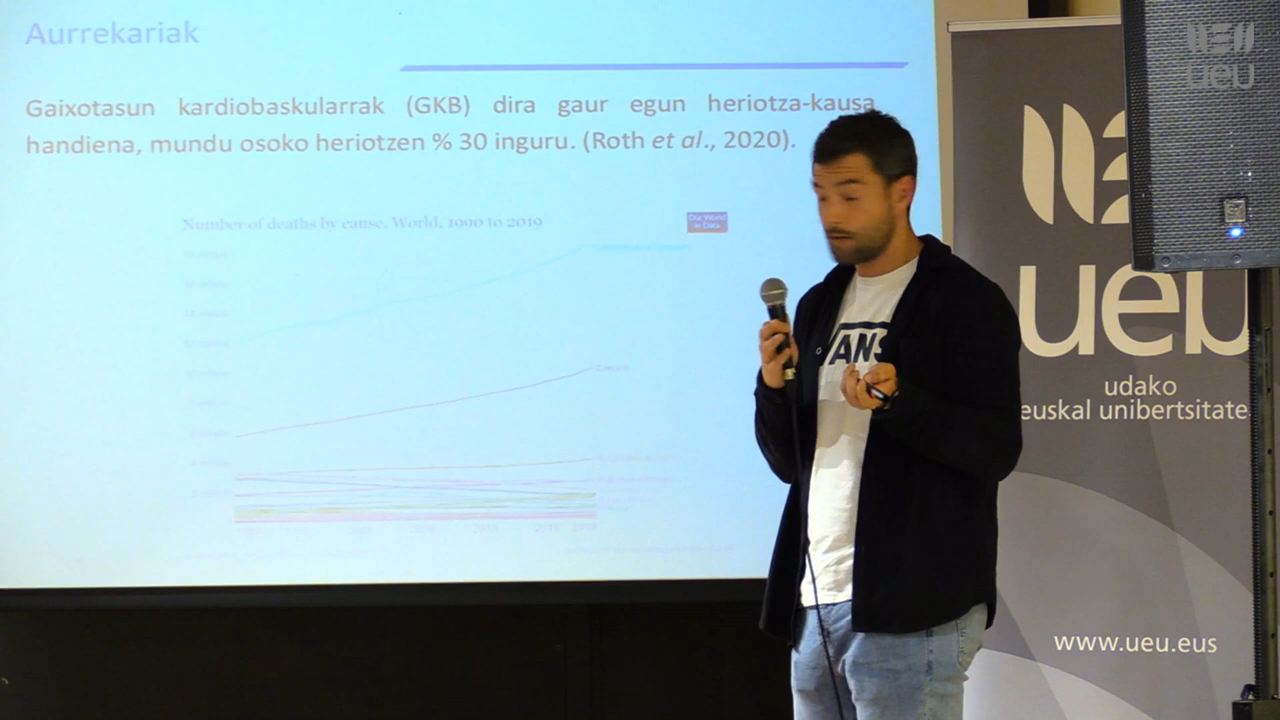 Aurrekariak
Gaixotasun kardiobaskularrak (GKB) dira gaur egun heriotza-kausa
handiena, mundu osoko heriotzen % 30 inguru. (Roth et al., 2020).
Number of deaths by cause, World, 1990 to 2019
Our World
in Data
VANS
ueu
ueu
udako
euskal unibertsitate
www.ueu.eus